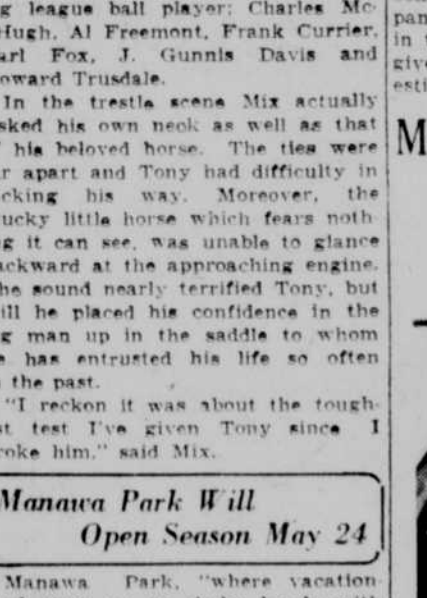 g league ball player; Charles Mc-
Hugh, Al Freemont, Frank Currier,
arl Fox, J. Gunnis Davis and
oward Trusdale.
In the trestle scene Mix actually
sked his own neck as well as that
f his beloved horse. The ties were
ar apart and Tony had difficulty in
cking his way. Moreover, the
ucky little horse which fears noth-
g it can see, was unable to glance
ackward at the approaching engine.
he sound nearly terrified Tony, but
ill he placed his confidence in the
g man up in the saddle to whom
e has entrusted his life so often
n the past.
"I reckon it was about the tough-
st test I've given Tony since I
roke him," said Mix.
Manawa Park Will
Open Season May 24
Manawa Park, "where vacation-
pan
in
give
esti
M